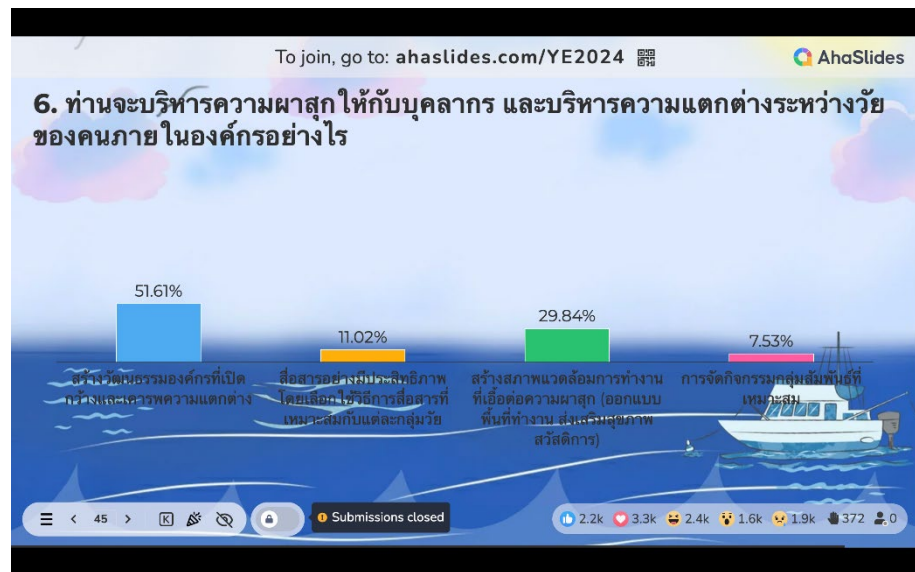 To join, go to: ahaslides.com/YE2024
AhaSlides
6. ท่านจะบริหารความผาสุกให้กับบุคลากร และบริหารความแตกต่างระหว่างวัย
ของคนภายในองค์กรอย่างไร
51.61%
11.02%
29.84%
7.53%
สร้างวัฒนธรรมองค์กรที่เปิด
กว้างและเคารพความแตกต่าง
สื่อสารอย่างมีประสิทธิภาพ
โดยเลือกใช้วิธีการสื่อสารที่
เหมาะสมกับแต่ละกลุ่มวัย
สร้างสภาพแวดล้อมการทำงาน
ที่เอื้อต่อความผาสุก (ออกแบบ
พื้นที่ทำงาน ส่งเสริมสุขภาพ
สวัสดิการ)
การจัดกิจกรรมกลุ่มสัมพันธ์ที่
เหมาะสม
45
K
Submissions closed
2.2k 3.3k 2.4k 1.6k 1.9k 372 0